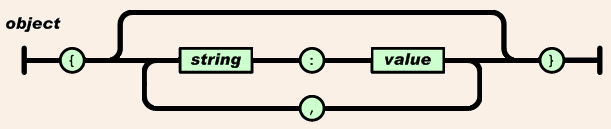 object
{ string : value }
,